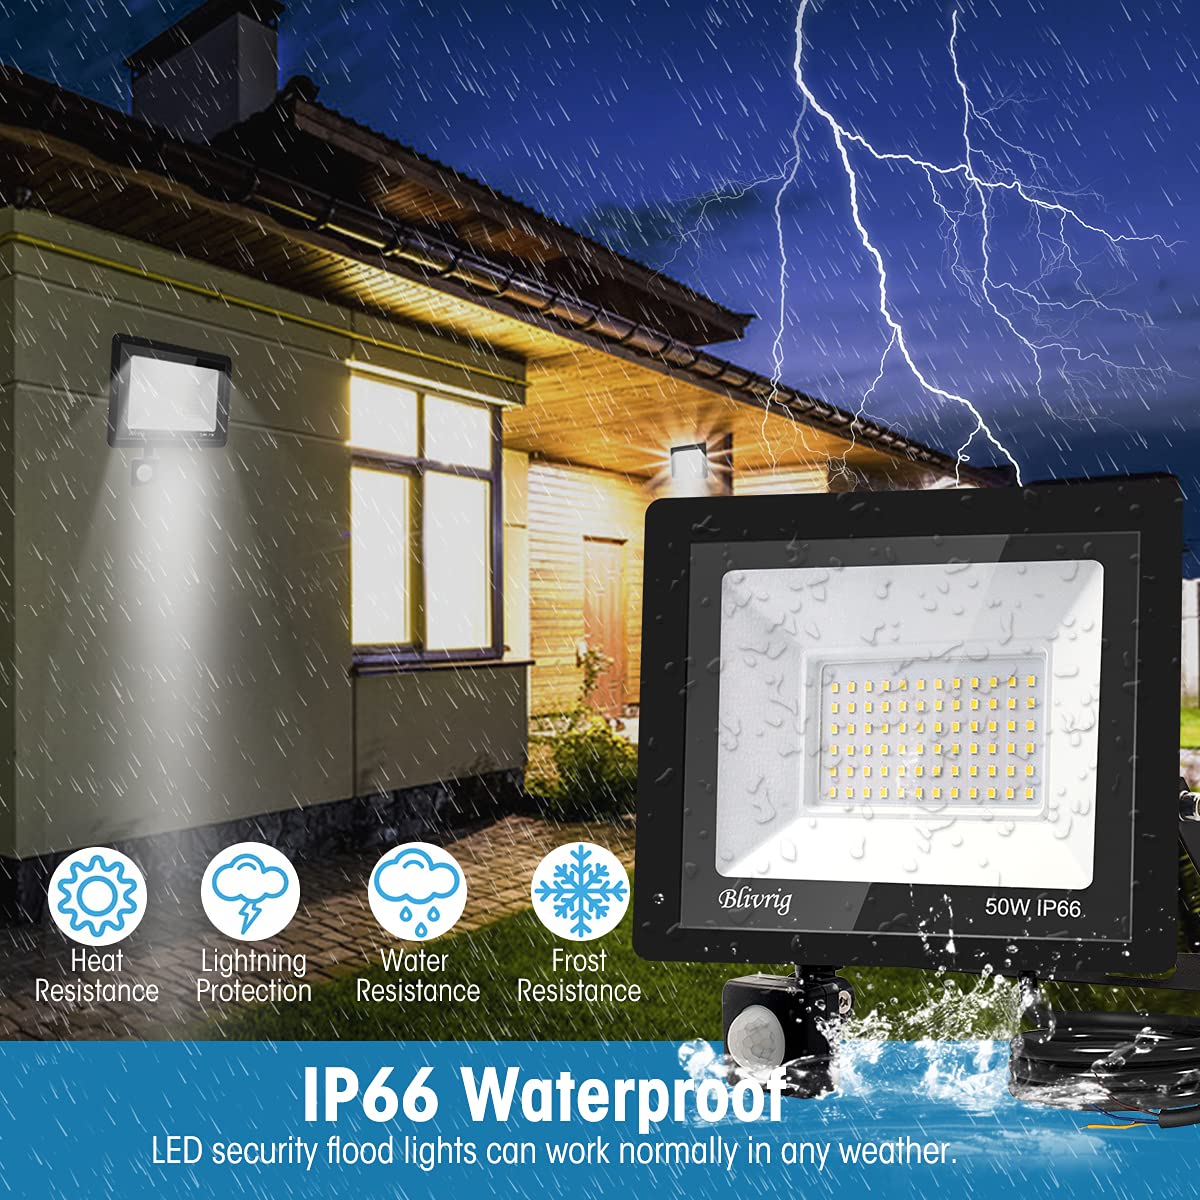 Blivrig
50W IP66
Heat
Resistance
Lightning
Protection
Water
Resistance
Frost
Resistance
IP66 Waterproof
LED security flood lights can work normally in any weather.